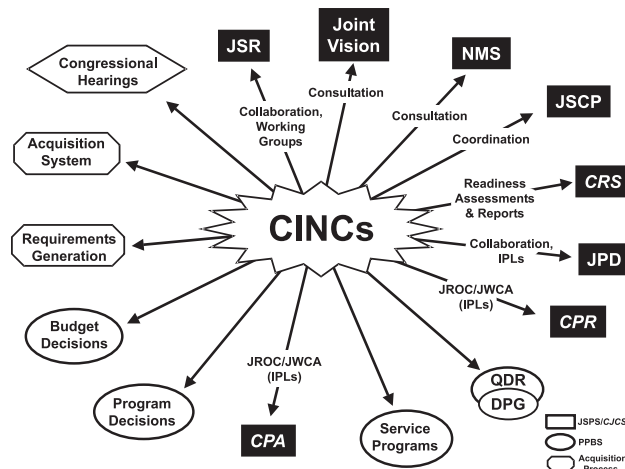 Congressional
Hearings
JSR
Joint
Vision
NMS
JSCP
CRS
JPD
CPR
Consultation
Collaboration,
Working
Groups
Consultation
Coordination
Readiness
Assessments
& Reports
Collaboration,
IPLs
JROC/JWCA
(IPLs)
Acquisition
System
Requirements
Generation
CINCs
Budget
Decisions
Program
Decisions
JROC/JWCA
(IPLs)
CPA
Service
Programs
QDR
DPG
JSPS/CJCS
PPBS
Acquisition
Process